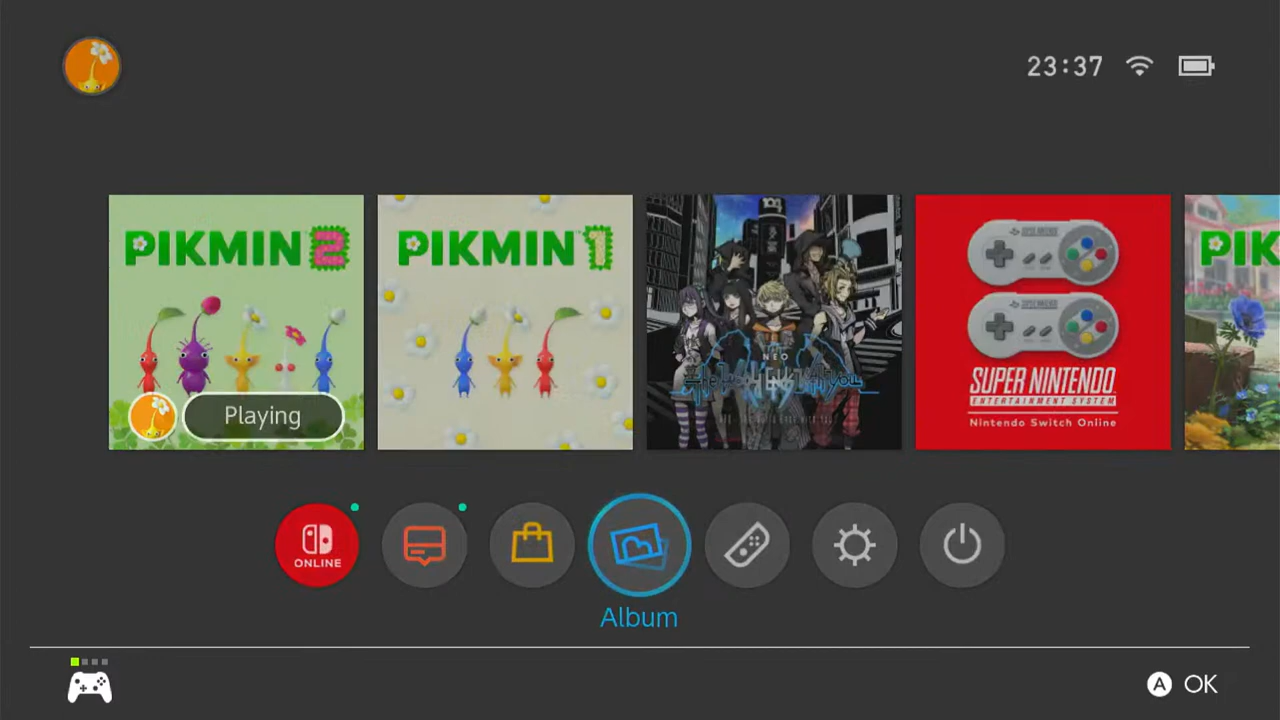 23:37
PIKMIN 2
Playing
PIKMIN 1
104
NEO
SUPER NINTENDO
ENTERTAINMENT SYSTEM
Nintendo Switch Online
PIK
ONLINE
Album
A OK